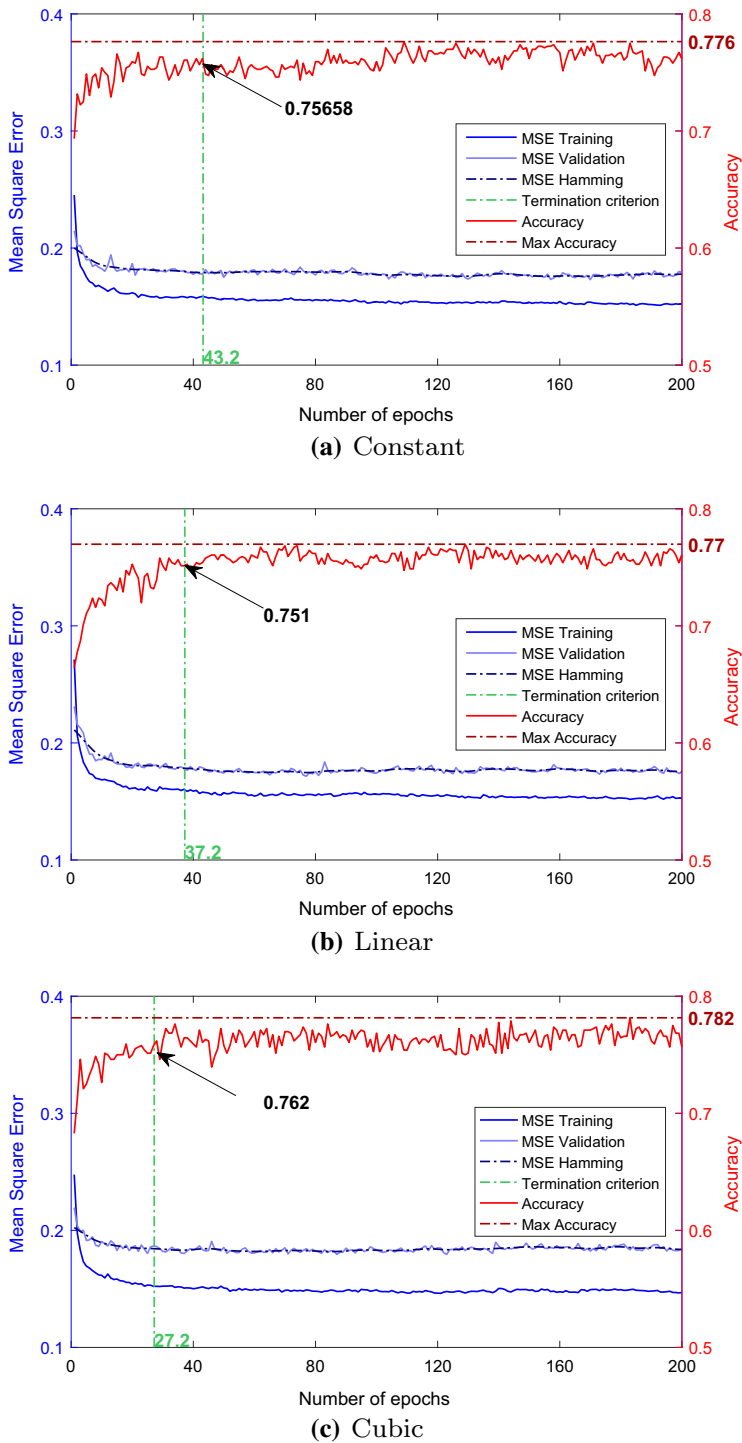 0.4
0.8
0.776
0.75658
0.3
0.7
Mean Square Error
Accuracy
MSE Training
MSE Validation
MSE Hamming
Termination criterion
Accuracy
Max Accuracy
0.2
0.6
43.2
0.1
0.5
0
40
80
120
160
200
Number of epochs
(a) Constant
0.4
0.8
0.77
0.751
0.3
0.7
Mean Square Error
Accuracy
MSE Training
MSE Validation
MSE Hamming
Termination criterion
Accuracy
Max Accuracy
0.2
0.6
37.2
0.1
0.5
0
40
80
120
160
200
Number of epochs
(b) Linear
0.4
0.8
0.782
0.762
0.3
0.7
Mean Square Error
Accuracy
MSE Training
MSE Validation
MSE Hamming
Termination criterion
Accuracy
Max Accuracy
0.2
0.6
27.2
0.1
0.5
0
40
80
120
160
200
Number of epochs
(c) Cubic